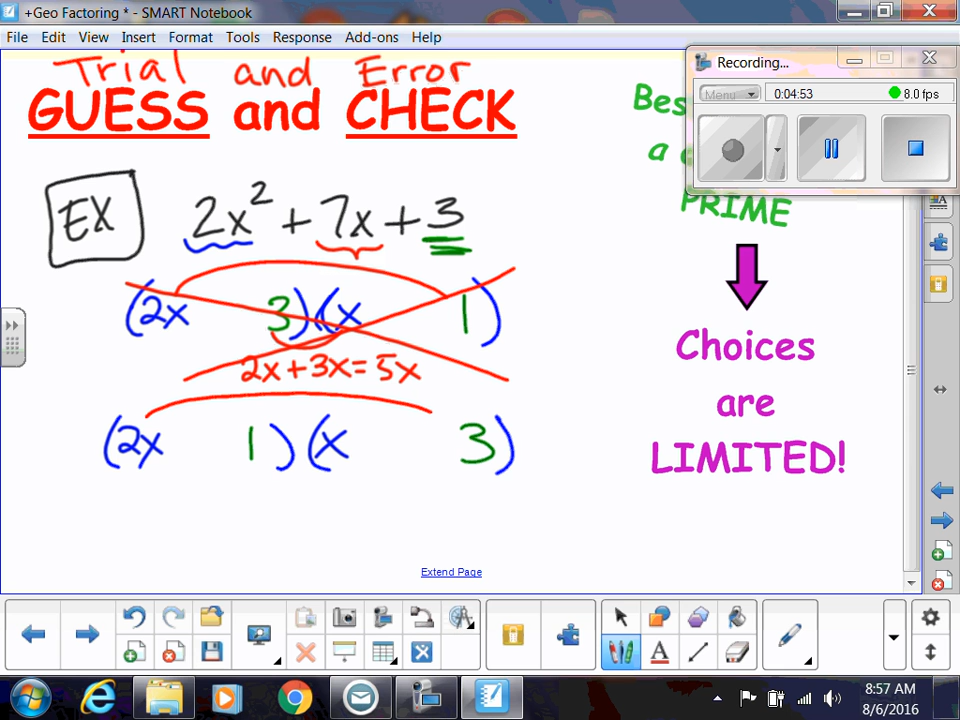 +Geo Factoring * - SMART Notebook
File Edit View Insert Format Tools Response Add-ons Help
Recording...
Menu 0:04:53 8.0 fps
Trial and Error
GUESS and CHECK
EX 2x² + 7x + 3
(2x 3)(x 1)
2x + 3x = 5x
(2x 1)(x 3)
a
PRIME
Choices
are
LIMITED!
Extend Page
A
8:57 AM
8/6/2016